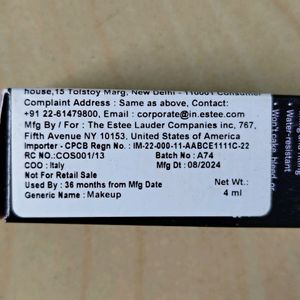 house,15 Tolstoy Marg, New Delhi - 110001 Consumer
Complaint Address : Same as above, Contact:
+91 22-61479800, Email : corporate@in.estee.com
Mfg By / For : The Estee Lauder Companies inc, 767,
Fifth Avenue NY 10153, United States of America
Importer - CPCB Regn No. : IM-22-000-11-AABCE1111C-22
RC NO.:COS001/13 Batch No : A74
COO : Italy Mfg Dt : 08/2024
Not For Retail Sale
Used By : 36 months from Mfg Date Net Wt.:
Generic Name : Makeup 4 ml
• Water-resistant
• Won't cake, bleed or